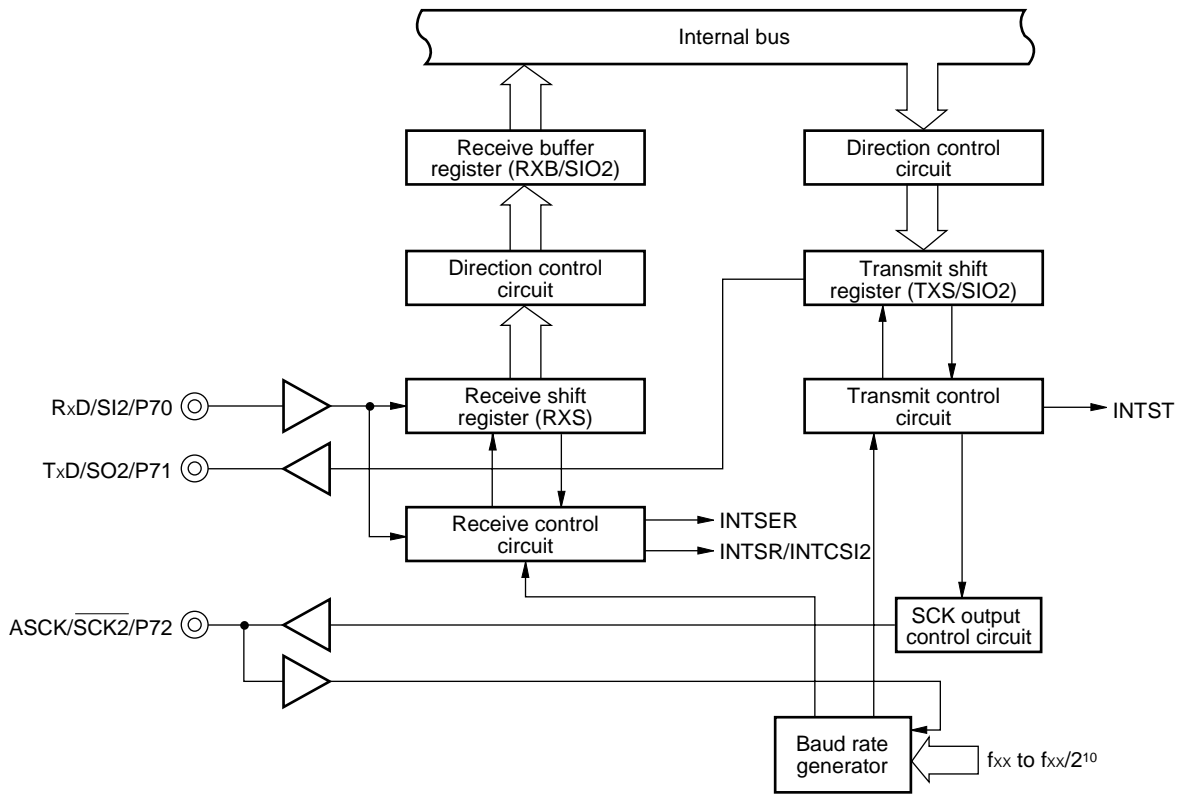 Internal bus
Receive buffer
register (RXB/SIO2)
Direction control
circuit
Direction control
circuit
Transmit shift
register (TXS/SIO2)
RxD/SI2/P70
Receive shift
register (RXS)
Transmit control
circuit
INTST
TxD/SO2/P71
Receive control
circuit
INTSER
INTSR/INTCSI2
ASCK/S̅C̅K̅2̅/P72
SCK output
control circuit
Baud rate
generator
fxx to fxx/2¹⁰